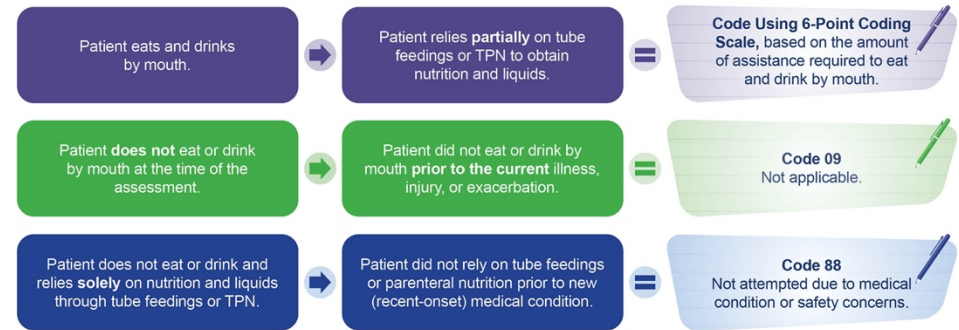 Patient eats and drinks
by mouth.
Patient relies partially on tube
feedings or TPN to obtain
nutrition and liquids.
Code Using 6-Point Coding
Scale, based on the amount
of assistance required to eat
and drink by mouth.
Patient does not eat or drink
by mouth at the time of the
assessment.
Patient did not eat or drink by
mouth prior to the current illness,
injury, or exacerbation.
Code 09
Not applicable.
Patient does not eat or drink and
relies solely on nutrition and liquids
through tube feedings or TPN.
Patient did not rely on tube feedings
or parenteral nutrition prior to new
(recent-onset) medical condition.
Code 88
Not attempted due to medical
condition or safety concerns.